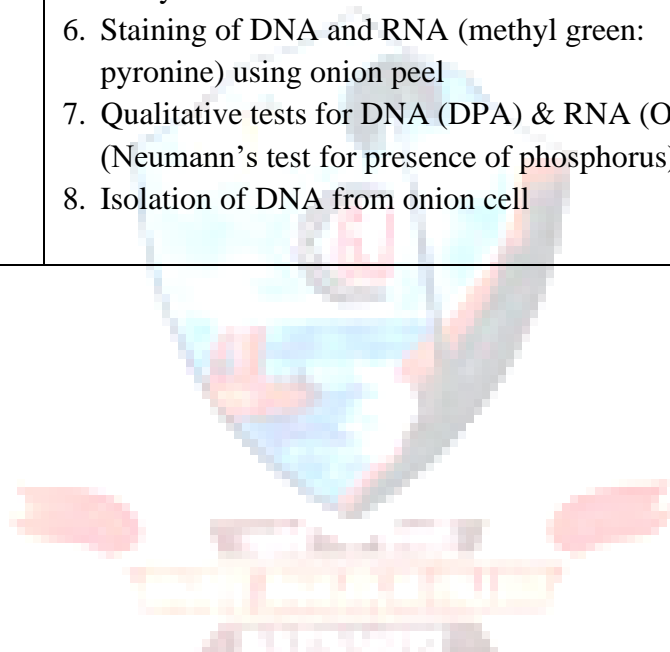 6. Staining of DNA and RNA (methyl green:
pyronine) using onion peel
7. Qualitative tests for DNA (DPA) & RNA (O
(Neumann’s test for presence of phosphorus)
8. Isolation of DNA from onion cell